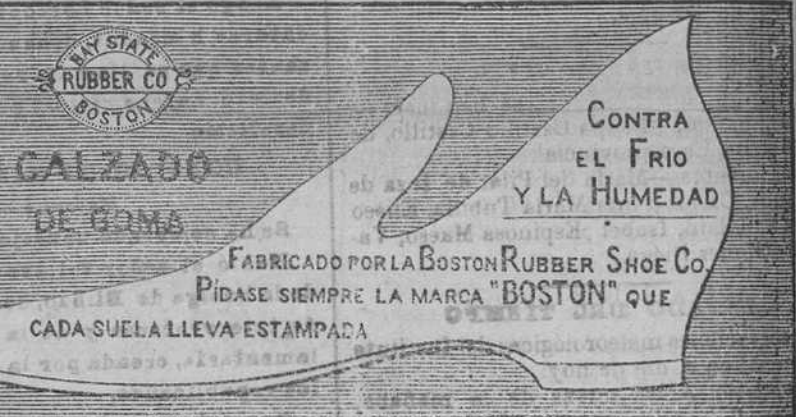 BAY STATE
RUBBER CO
BOSTON
CALZADO
DE GOMA
CONTRA
EL FRIO
Y LA HUMEDAD
FABRICADO POR LA BOSTON RUBBER SHOE CO.
PÍDASE SIEMPRE LA MARCA "BOSTON" QUE
CADA SUELA LLEVA ESTAMPADA